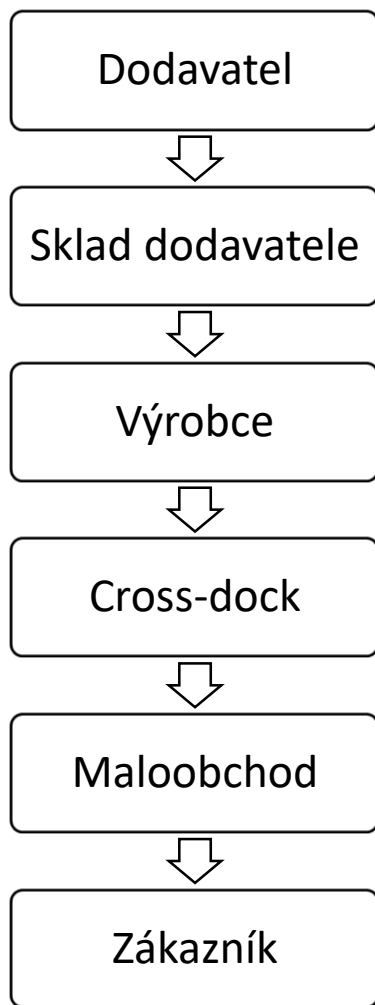 Dodavatel
Sklad dodavatele
Výrobce
Cross-dock
Maloobchod
Zákazník